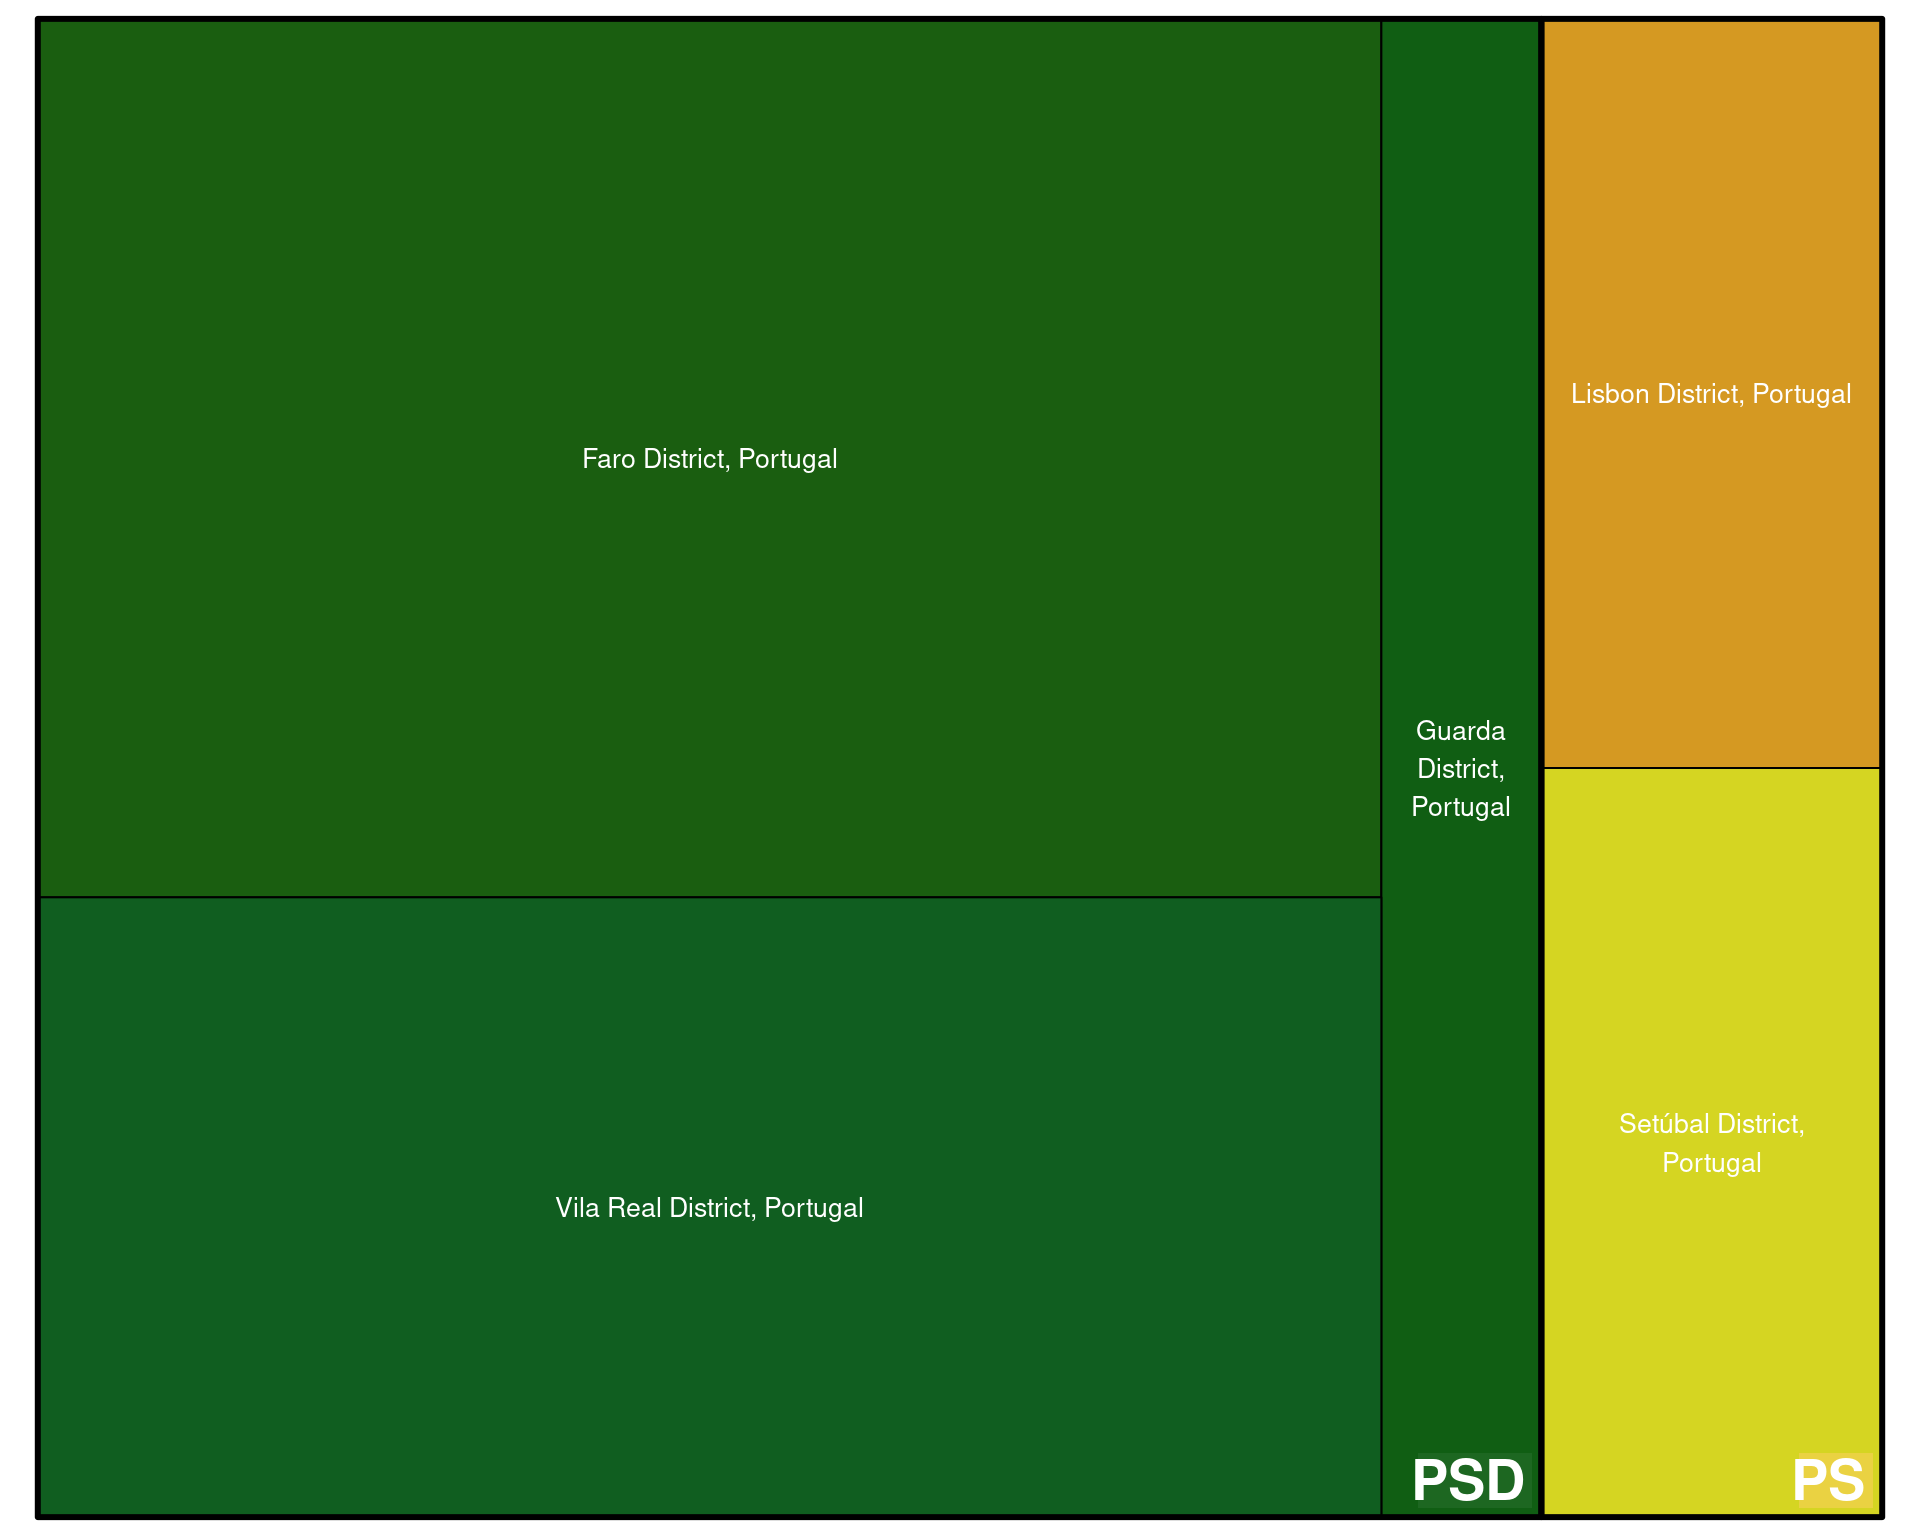 Faro District, Portugal
Vila Real District, Portugal
Guarda
District,
Portugal
PSD
Lisbon District, Portugal
Setúbal District,
Portugal
PS